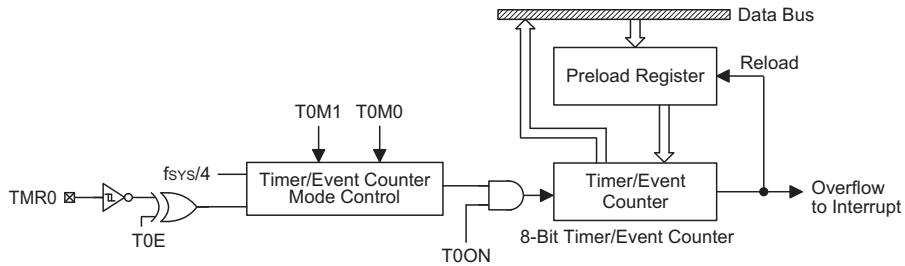 Data Bus
Preload Register
Reload
T0M1
T0M0
fSYS/4
Timer/Event Counter
Mode Control
Timer/Event
Counter
TMR0
Overflow
to Interrupt
T0E
T0ON
8-Bit Timer/Event Counter